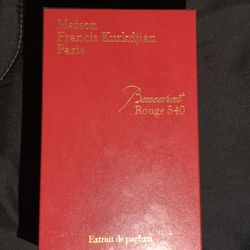 Maison
Francis Kurkdjian
Paris
Baccarat
Rouge 540
Extrait de parfum